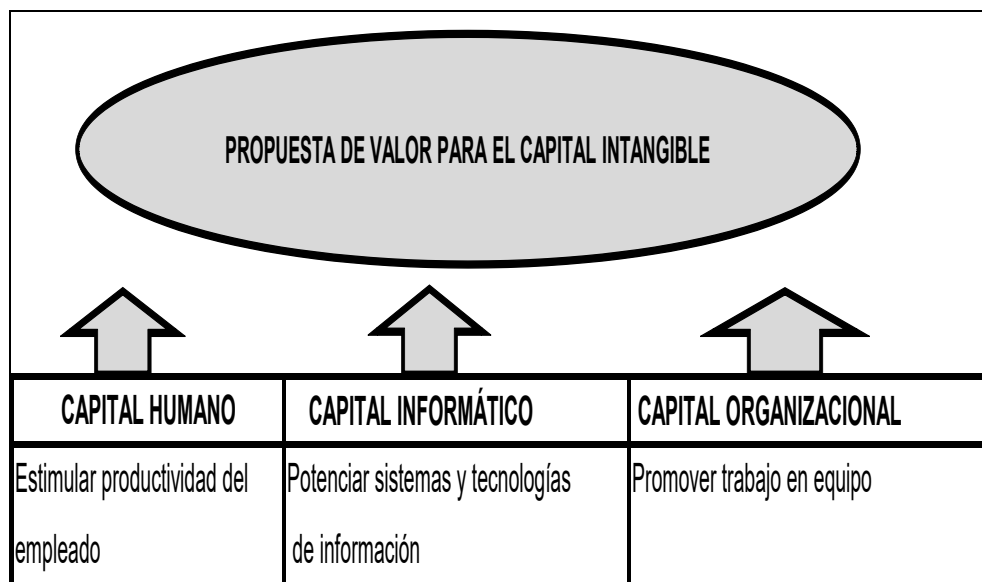 PROPUESTA DE VALOR PARA EL CAPITAL INTANGIBLE
CAPITAL HUMANO
CAPITAL INFORMÁTICO
CAPITAL ORGANIZACIONAL
Estimular productividad del
empleado
Potenciar sistemas y tecnologías
de información
Promover trabajo en equipo